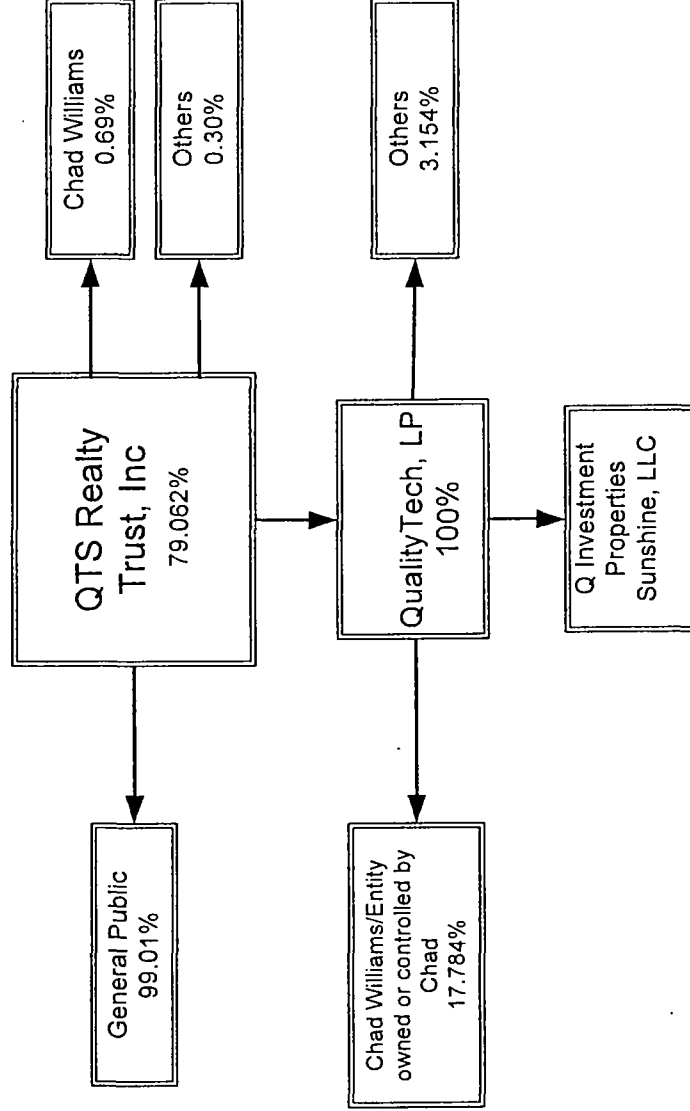 QTS Realty
Trust, Inc
79.062%
General Public
99.01%
Chad Williams
0.69%
Others
0.30%
QualityTech, LP
100%
Chad Williams/Entity
owned or controlled by
Chad
17.784%
Others
3.154%
Q Investment
Properties
Sunshine, LLC